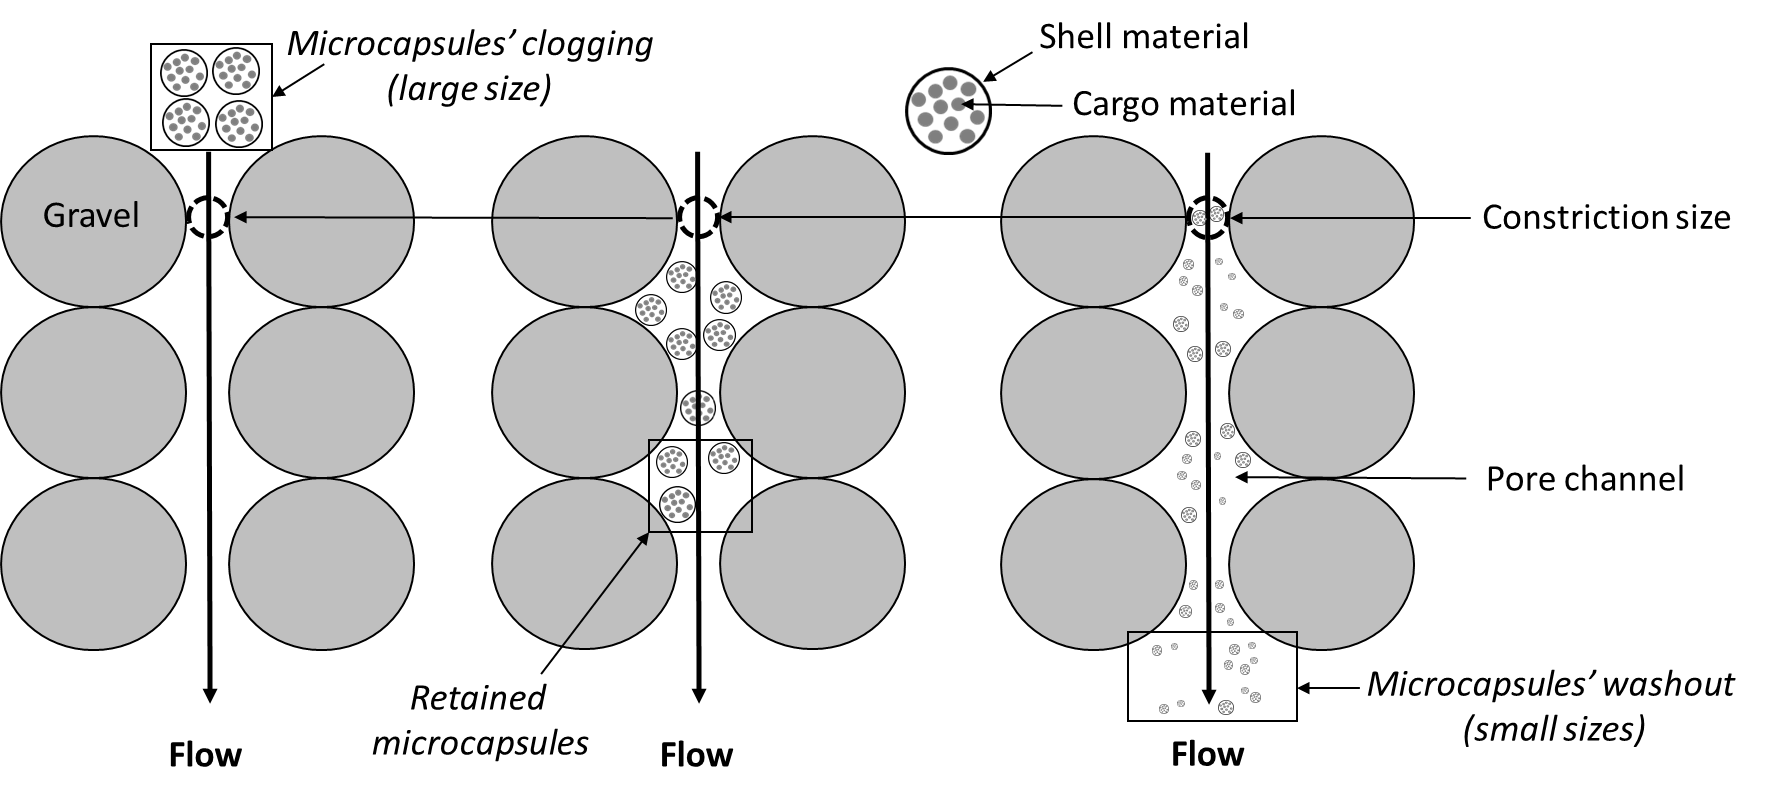 Microcapsules’ clogging
(large size)
Shell material
Cargo material
Gravel
Constriction size
Pore channel
Retained
microcapsules
Microcapsules’ washout
(small sizes)
Flow
Flow
Flow